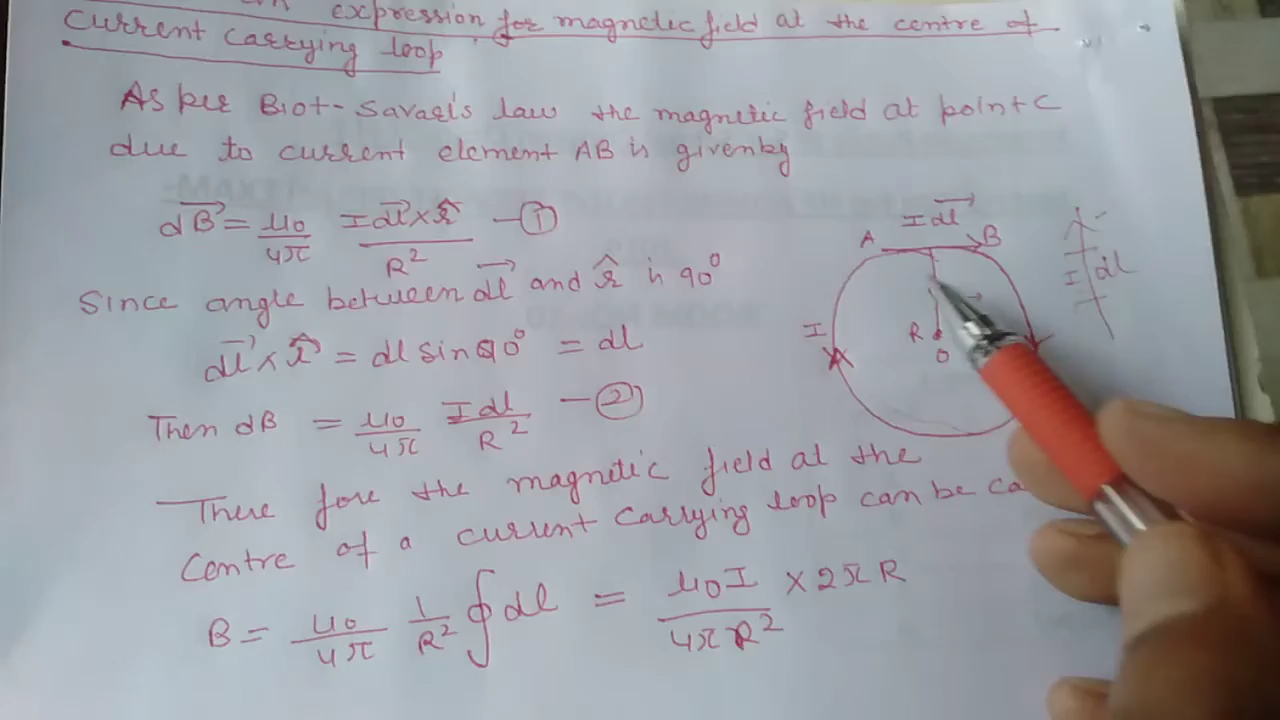 expression for magnetic field at the centre of
current carrying loop
As per Biot-Savart's law the magnetic field at point C
due to current element AB is given by
dB⃗ = μ0/4π I dl⃗ × r̂/R² — ①
Since angle between dl⃗ and r̂ is 90°
dl⃗ × r̂ = dl sin 90° = dl
Then dB = μ0/4π I dl/R² — ②
There fore the magnetic field at the
centre of a current carrying loop can be ca
B = μ0/4π 1/R² ∮ dl = μ0 I/4π R² × 2π R
I dl⃗
A B
I
R
O
I dl